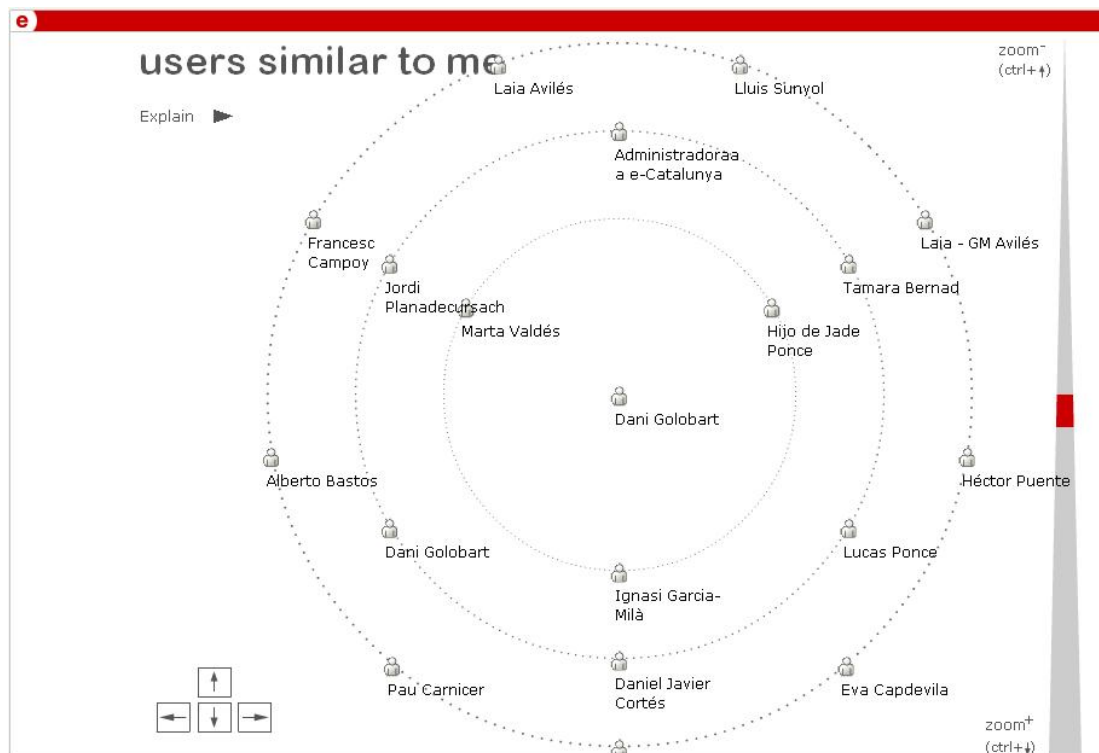 e
users similar to me
zoom-
(ctrl+↑)
Laia Avilés
Lluis Sunyol
Explain
Administradoraa
a e-Catalunya
Francesc
Campoy
Laia - GM Avilés
Jordi
Planadecursach
Tamara Bernad
Marta Valdés
Hijo de Jade
Ponce
Dani Golobart
Alberto Bastos
Héctor Puente
Dani Golobart
Lucas Ponce
Ignasi Garcia-
Milà
Pau Carnicer
Daniel Javier
Cortés
Eva Capdevila
zoom+
(ctrl+↓)